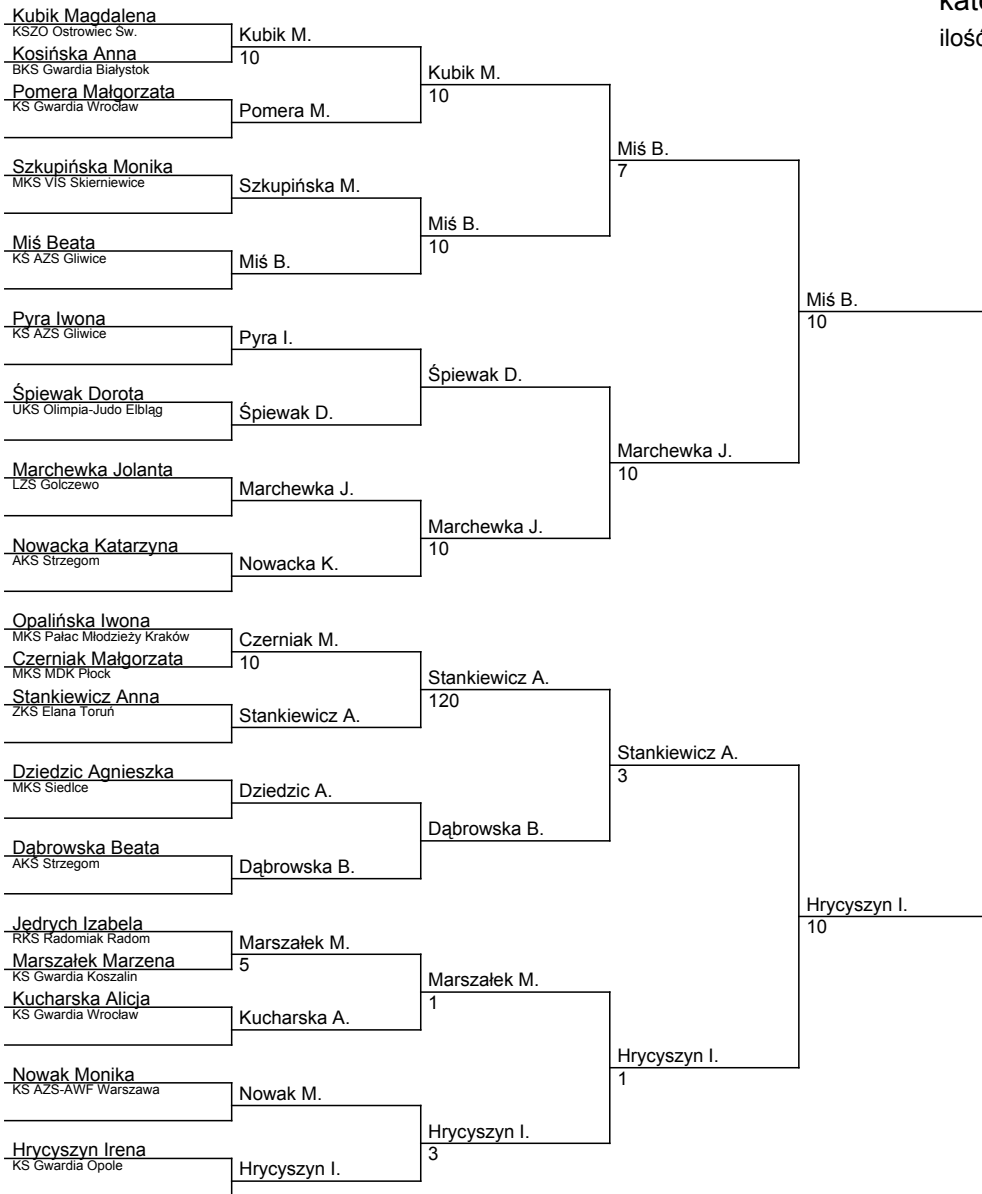 kate
ilość
Kubik Magdalena
KSZO Ostrowiec Św.
Kosińska Anna
BKS Gwardia Białystok
Pomera Małgorzata
KS Gwardia Wrocław
Szkupińska Monika
MKS VIS Skierniewice
Miś Beata
KS AZS Gliwice
Pyra Iwona
KS AZS Gliwice
Śpiewak Dorota
UKS Olimpia-Judo Elbląg
Marchewka Jolanta
LZS Golczewo
Nowacka Katarzyna
AKS Strzegom
Opalińska Iwona
MKS Pałac Młodzieży Kraków
Czerniak Małgorzata
MKS MDK Płock
Stankiewicz Anna
ZKS Elana Toruń
Dziedzic Agnieszka
MKS Siedlce
Dąbrowska Beata
AKS Strzegom
Jędrych Izabela
RKS Radomiak Radom
Marszałek Marzena
KS Gwardia Koszalin
Kucharska Alicja
KS Gwardia Wrocław
Nowak Monika
KS AZS-AWF Warszawa
Hrycyszyn Irena
KS Gwardia Opole
Kubik M.
10
Pomera M.
Szkupińska M.
Miś B.
Pyra I.
Śpiewak D.
Marchewka J.
Nowacka K.
Czerniak M.
10
Stankiewicz A.
Dziedzic A.
Dąbrowska B.
Marszałek M.
5
Kucharska A.
Nowak M.
Hrycyszyn I.
Kubik M.
10
Miś B.
10
Śpiewak D.
Marchewka J.
10
Stankiewicz A.
120
Dąbrowska B.
Marszałek M.
1
Hrycyszyn I.
3
Miś B.
7
Marchewka J.
10
Stankiewicz A.
3
Hrycyszyn I.
1
Miś B.
10
Hrycyszyn I.
10